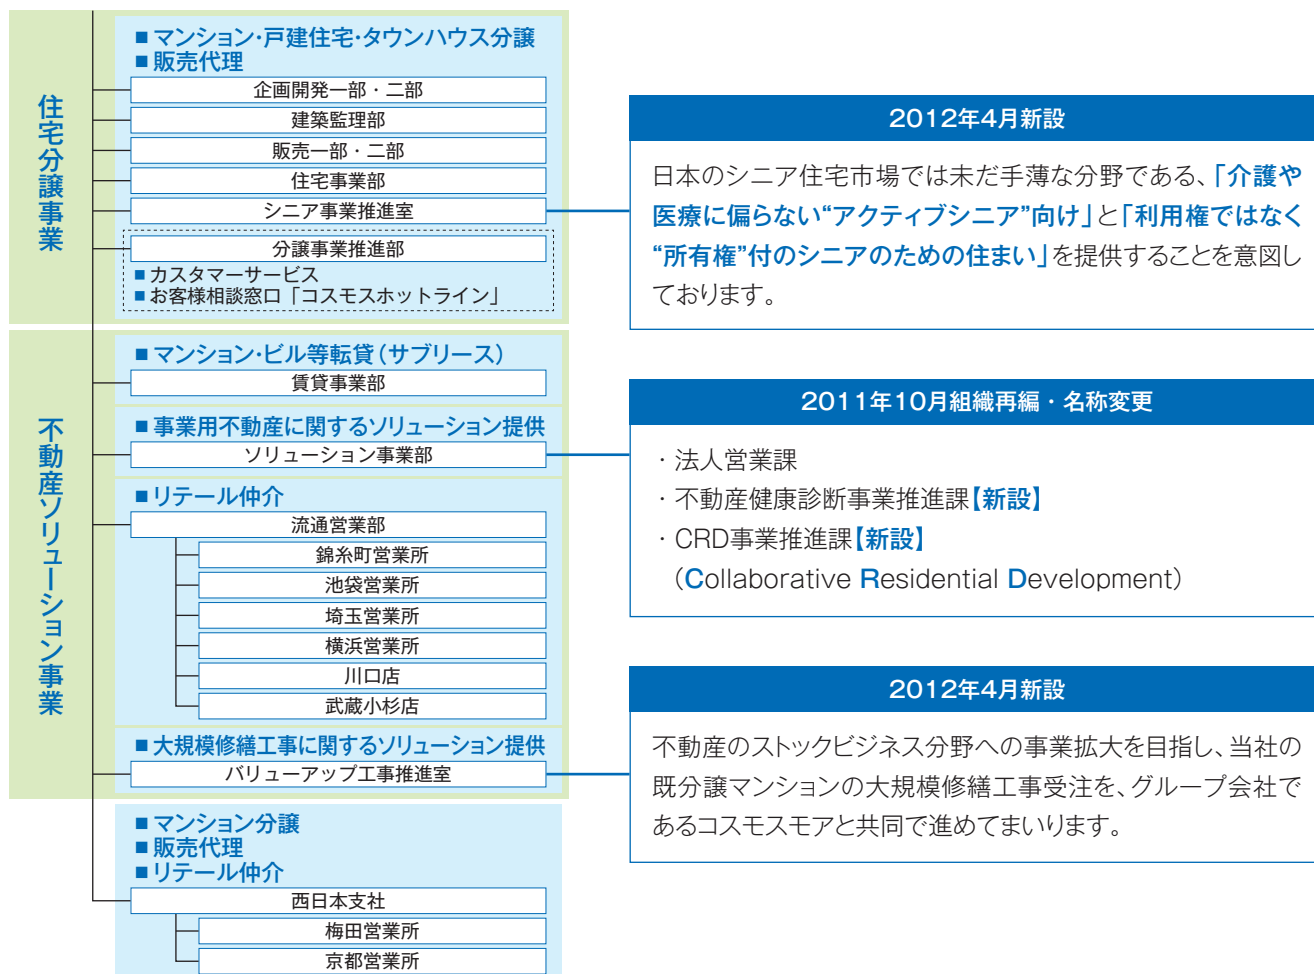 住宅分譲事業
■ マンション・戸建住宅・タウンハウス分譲
■ 販売代理
企画開発一部・二部
建築監理部
販売一部・二部
住宅事業部
シニア事業推進室
分譲事業推進部
■ カスタマーサービス
■ お客様相談窓口「コスモスホットライン」
不動産ソリューション事業
■ マンション・ビル等転貸（サブリース）
賃貸事業部
■ 事業用不動産に関するソリューション提供
ソリューション事業部
■ リテール仲介
流通営業部
錦糸町営業所
池袋営業所
埼玉営業所
横浜営業所
川口店
武蔵小杉店
■ 大規模修繕工事に関するソリューション提供
バリューアップ工事推進室
■ マンション分譲
■ 販売代理
■ リテール仲介
西日本支社
梅田営業所
京都営業所
2012年4月新設
日本のシニア住宅市場では未だ手薄な分野である、「介護や
医療に偏らない“アクティブシニア”向け」と「利用権ではなく
“所有権”付のシニアのための住まい」を提供することを意図し
ております。
2011年10月組織再編・名称変更
・法人営業課
・不動産健康診断事業推進課【新設】
・CRD事業推進課【新設】
（Collaborative Residential Development）
2012年4月新設
不動産のストックビジネス分野への事業拡大を目指し、当社の
既分譲マンションの大規模修繕工事受注を、グループ会社で
あるコスモスモアと共同で進めてまいります。